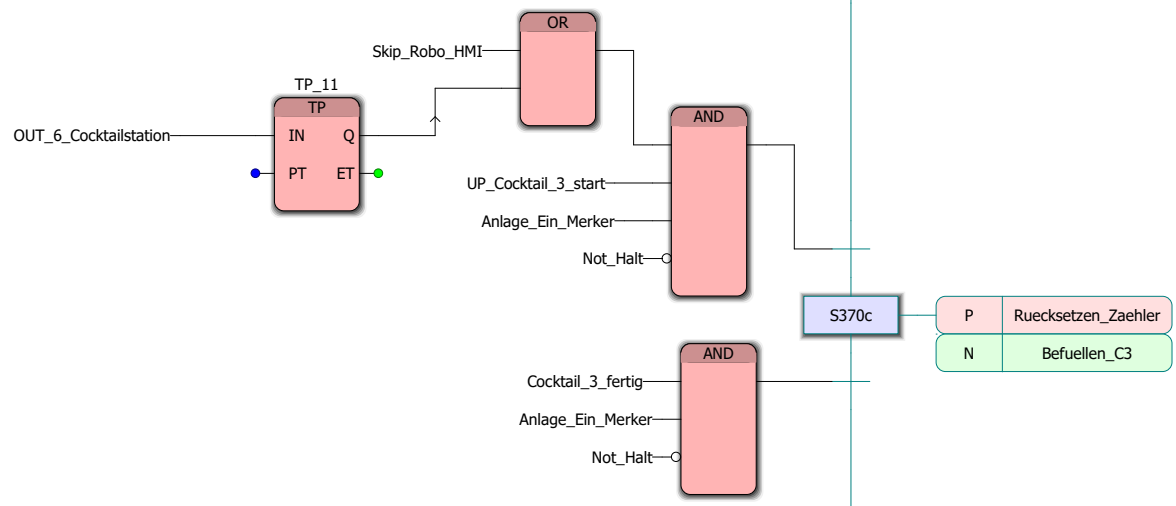 OR
Skip_Robo_HMI
TP_11
TP
OUT_6_Cocktailstation
IN Q
PT ET
AND
UP_Cocktail_3_start
Anlage_Ein_Merker
Not_Halt
S370c
P Ruecksetzen_Zaehler
N Befuellen_C3
AND
Cocktail_3_fertig
Anlage_Ein_Merker
Not_Halt